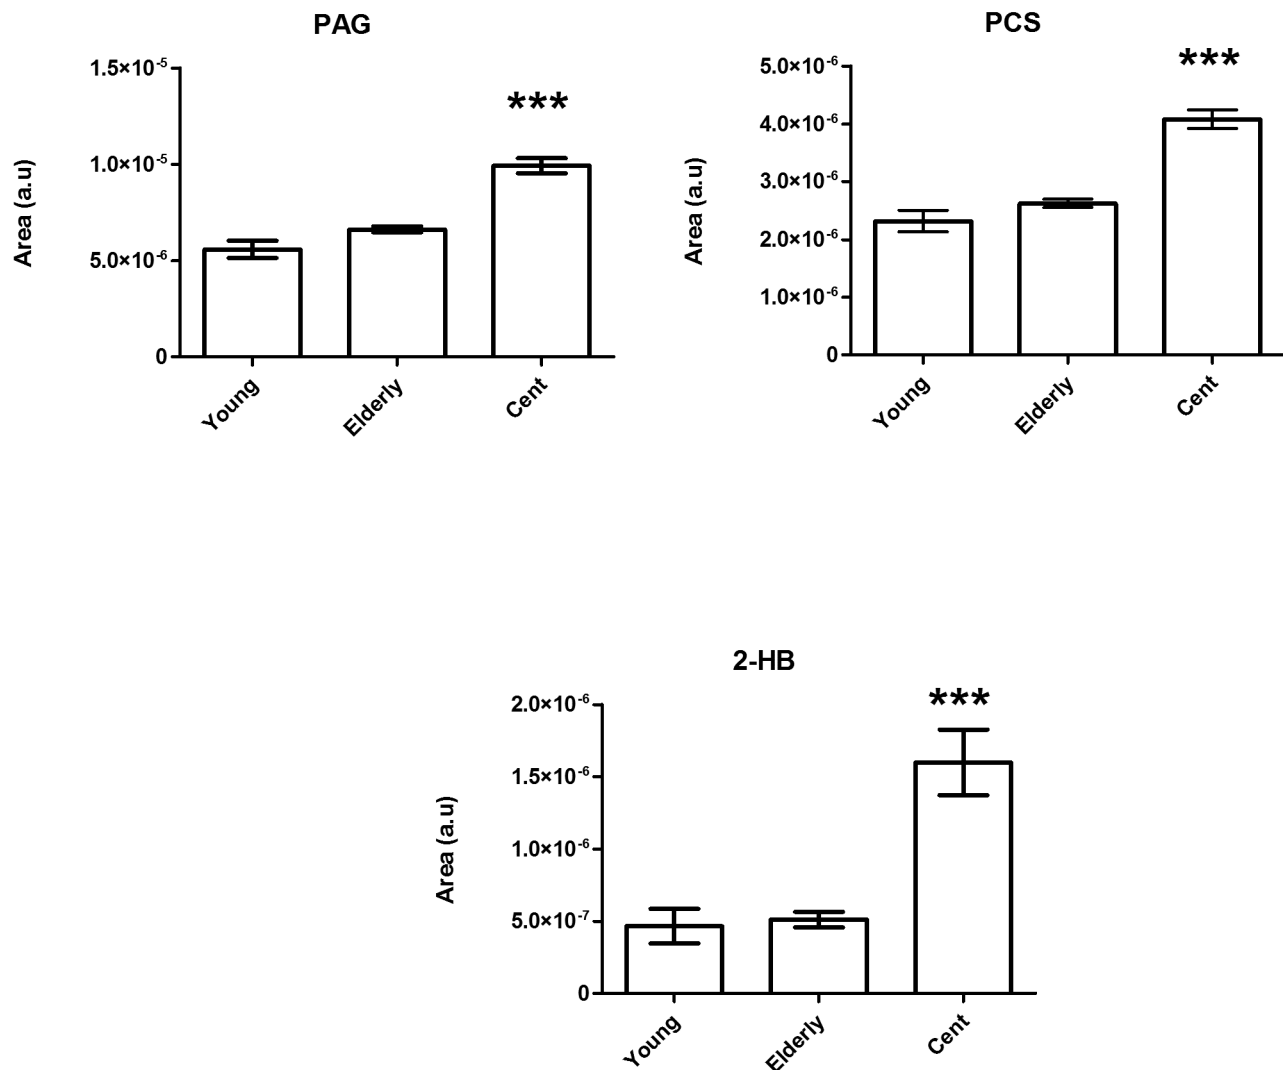 PAG
1.5×10⁻⁵
1.0×10⁻⁵
5.0×10⁻⁶
0
Area (a.u)
***
Young
Elderly
Cent
PCS
5.0×10⁻⁶
4.0×10⁻⁶
3.0×10⁻⁶
2.0×10⁻⁶
1.0×10⁻⁶
0
Area (a.u)
***
Young
Elderly
Cent
2-HB
2.0×10⁻⁶
1.5×10⁻⁶
1.0×10⁻⁶
5.0×10⁻⁷
0
Area (a.u)
***
Young
Elderly
Cent